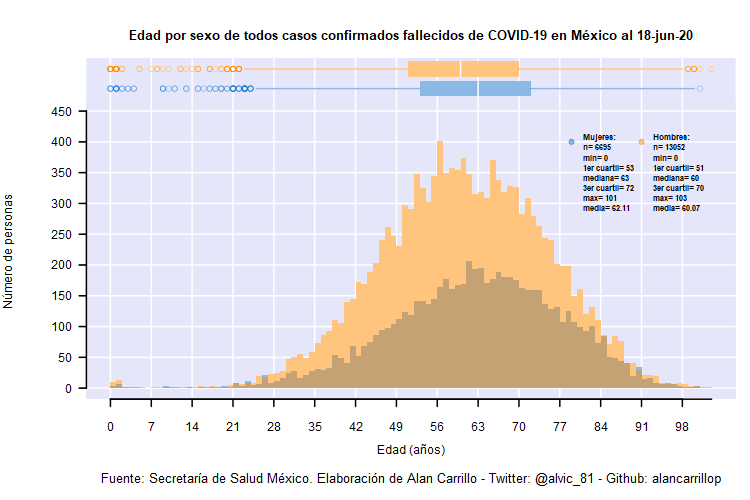 Edad por sexo de todos casos confirmados fallecidos de COVID-19 en México al 18-jun-20
450
400
350
300
250
200
150
100
50
0
Número de personas
Mujeres:
n= 6695
min= 0
1er cuartil= 53
mediana= 63
3er cuartil= 72
max= 101
media= 62.11
Hombres:
n= 13052
min= 0
1er cuartil= 51
mediana= 60
3er cuartil= 70
max= 103
media= 60.07
0 7 14 21 28 35 42 49 56 63 70 77 84 91 98
Edad (años)
Fuente: Secretaría de Salud México. Elaboración de Alan Carrillo - Twitter: @alvic_81 - Github: alancarrillop